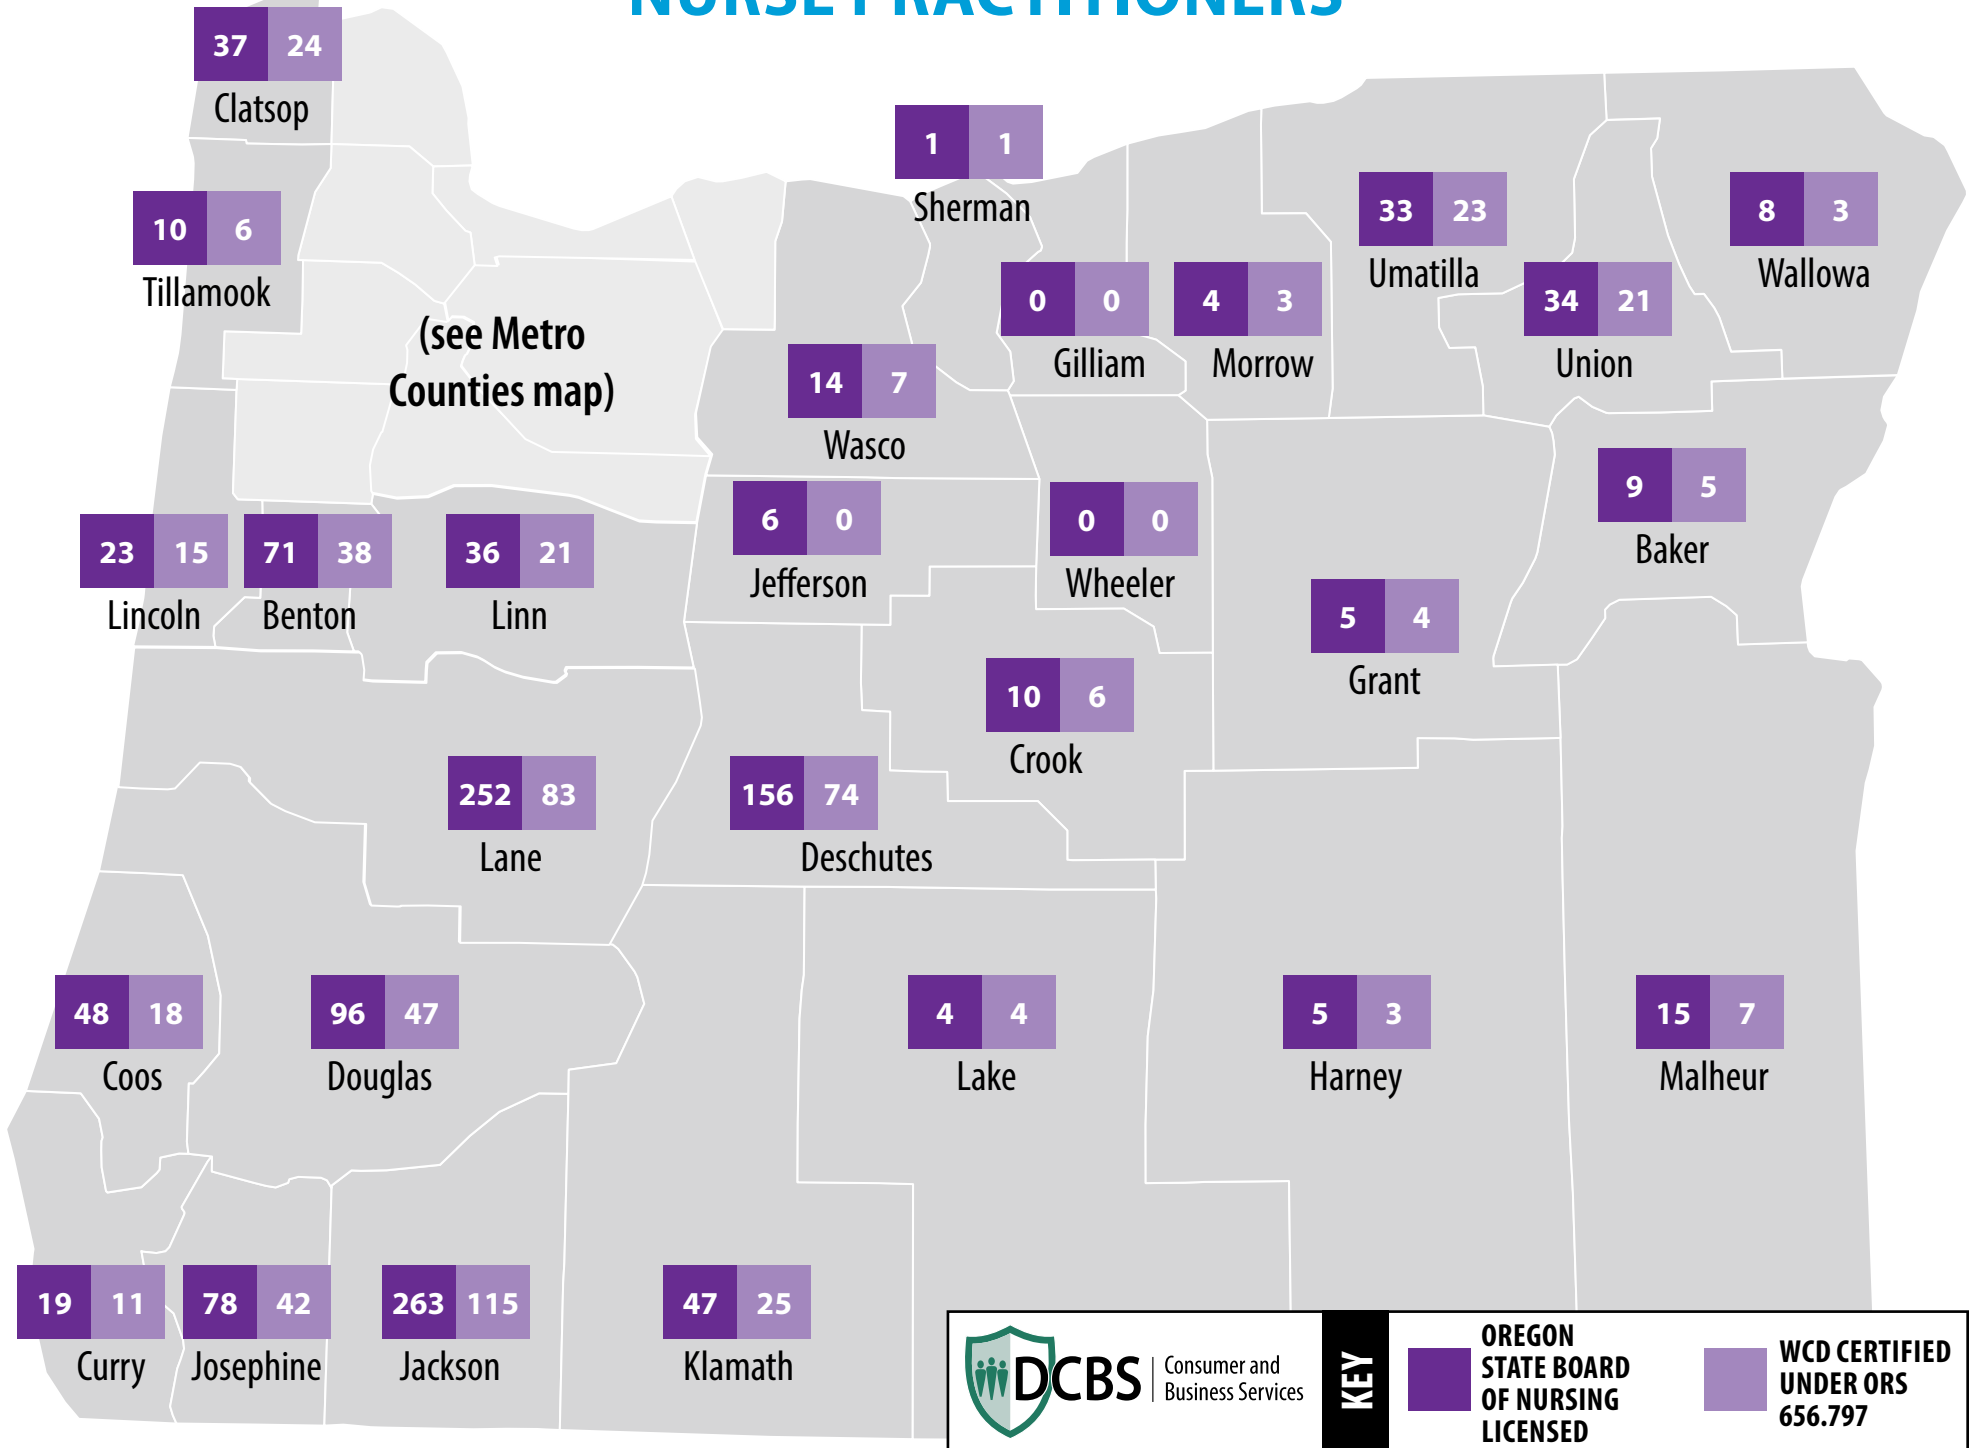 NURSE PRACTITIONERS
37 24
Clatsop
1 1
Sherman
10 6
Tillamook
33 23
Umatilla
8 3
Wallowa
0 0
Gilliam
4 3
Morrow
34 21
Union
(see Metro
Counties map)
14 7
Wasco
9 5
Baker
6 0
Jefferson
0 0
Wheeler
23 15
Lincoln
71 38
Benton
36 21
Linn
5 4
Grant
10 6
Crook
252 83
Lane
156 74
Deschutes
48 18
Coos
96 47
Douglas
4 4
Lake
5 3
Harney
15 7
Malheur
19 11
Curry
78 42
Josephine
263 115
Jackson
47 25
Klamath
DCBS
Consumer and
Business Services
KEY
OREGON
STATE BOARD
OF NURSING
LICENSED
WCD CERTIFIED
UNDER ORS
656.797